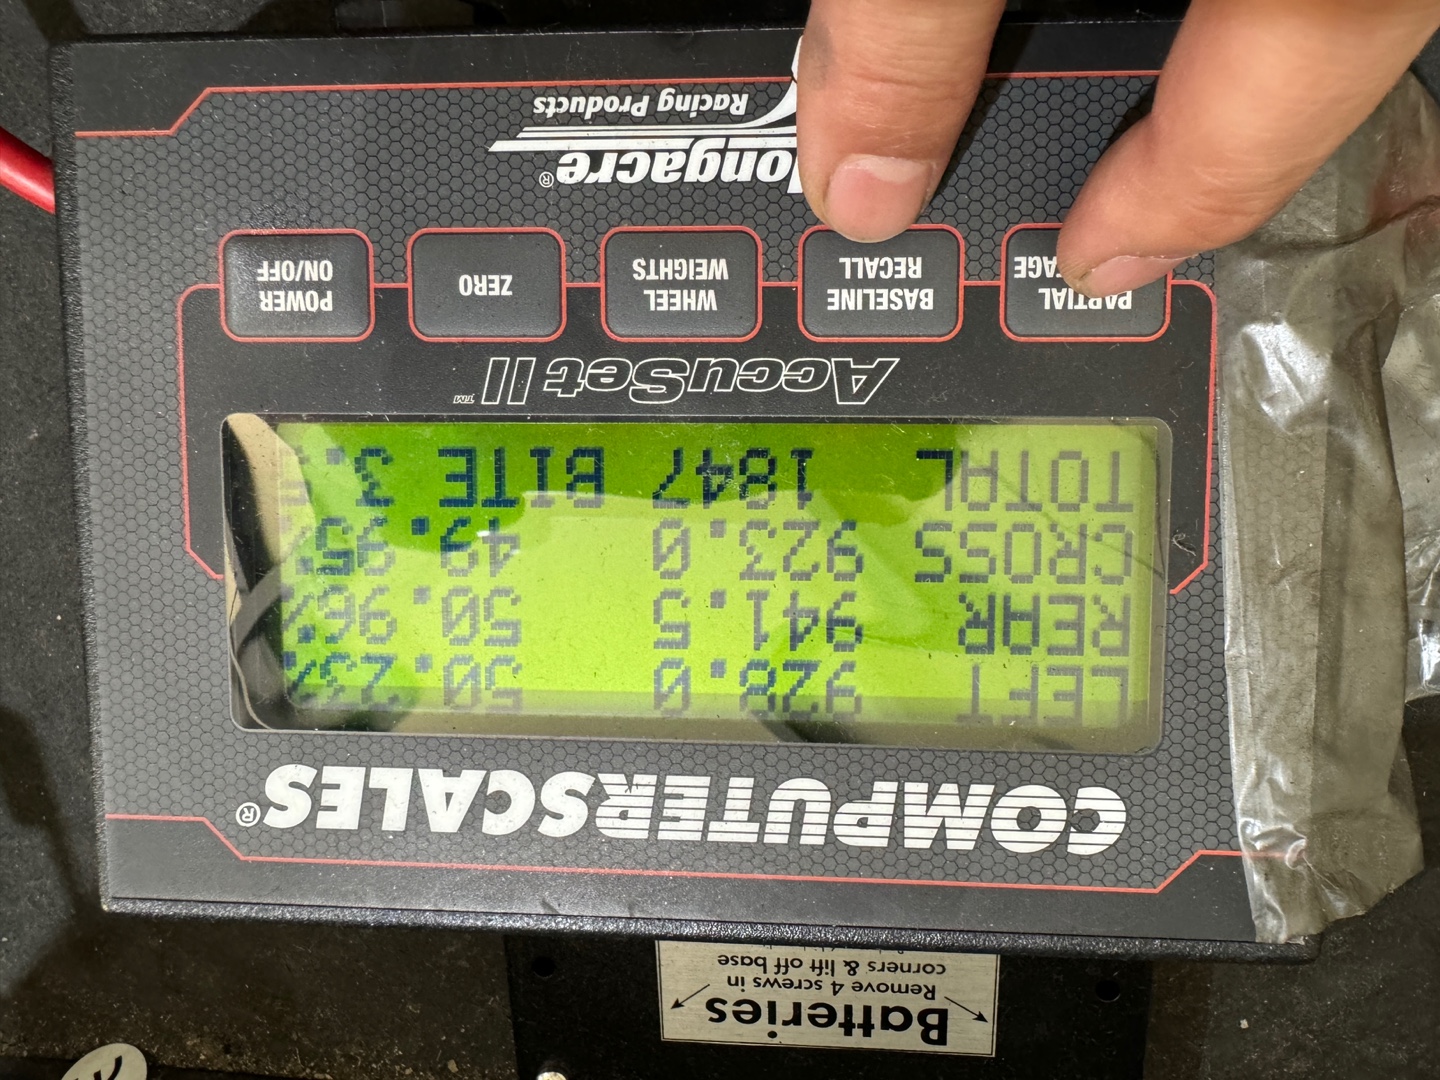 Batteries
Remove 4 screws in
corners & lift off base
COMPUTERSCALES®
LEFT 928.0 50.23%
REAR 941.5 50.96%
CROSS 923.0 49.95%
TOTAL 1847 BITE 3.
AccuSet II™
PARTIAL
BASELINE
RECALL
WHEEL
WEIGHTS
ZERO
POWER
ON/OFF
longacre®
Racing Products